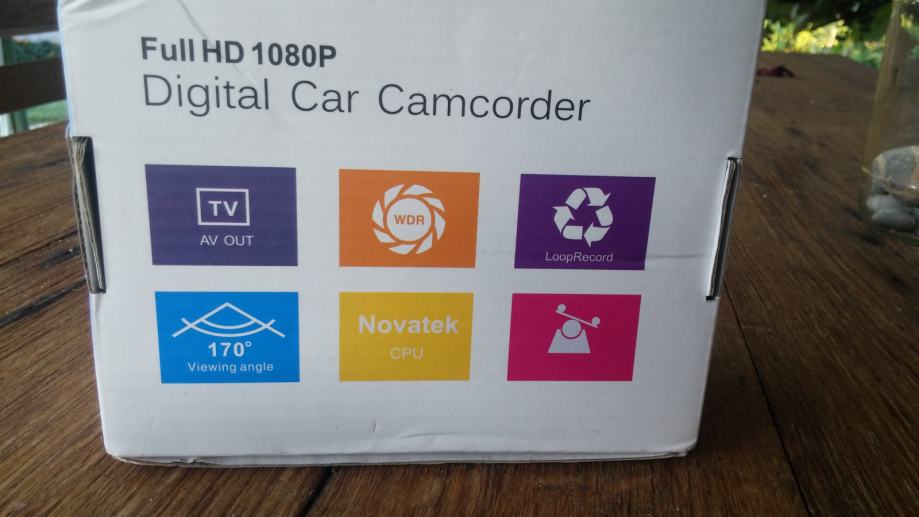 Full HD 1080P
Digital Car Camcorder
TV
AV OUT
WDR
LoopRecord
170°
Viewing angle
Novatek
CPU